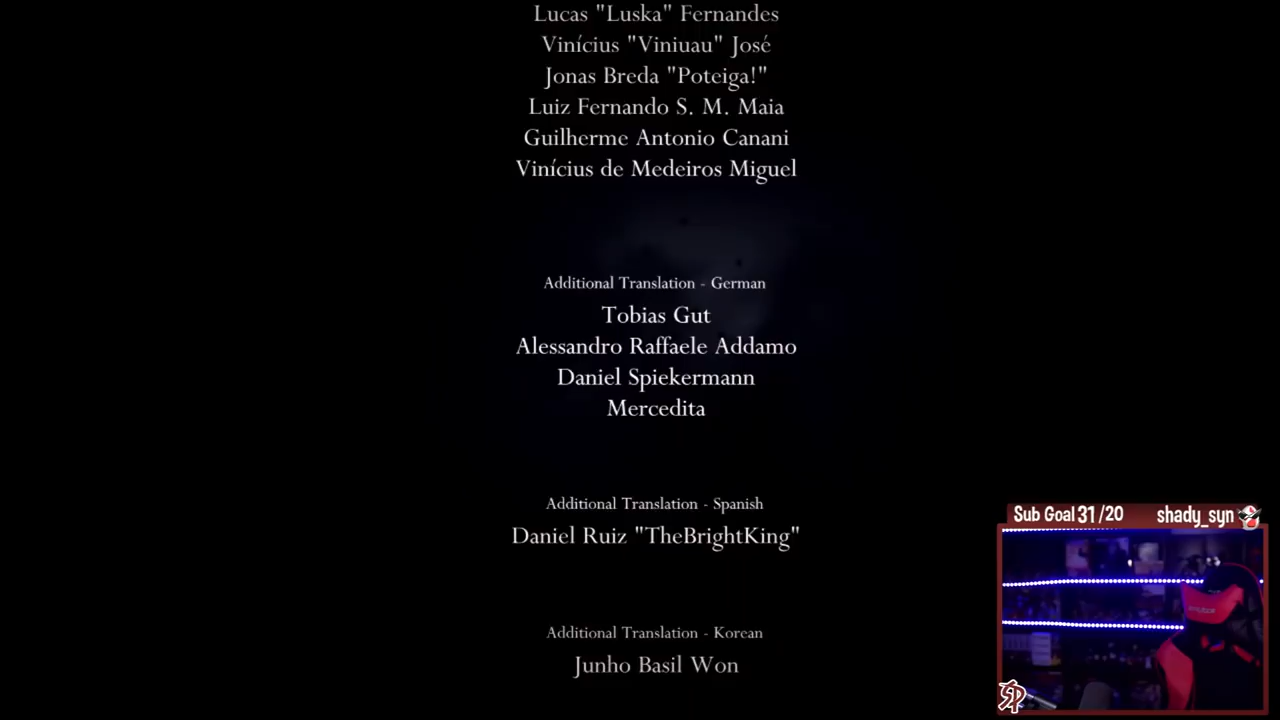 Lucas "Luska" Fernandes
Vinícius "Viniuau" José
Jonas Breda "Poteiga!"
Luiz Fernando S. M. Maia
Guilherme Antonio Canani
Vinícius de Medeiros Miguel
Additional Translation - German
Tobias Gut
Alessandro Raffaele Addamo
Daniel Spiekermann
Mercedita
Additional Translation - Spanish
Daniel Ruiz "TheBrightKing"
Additional Translation - Korean
Junho Basil Won
Sub Goal 31 /20
shady_syn